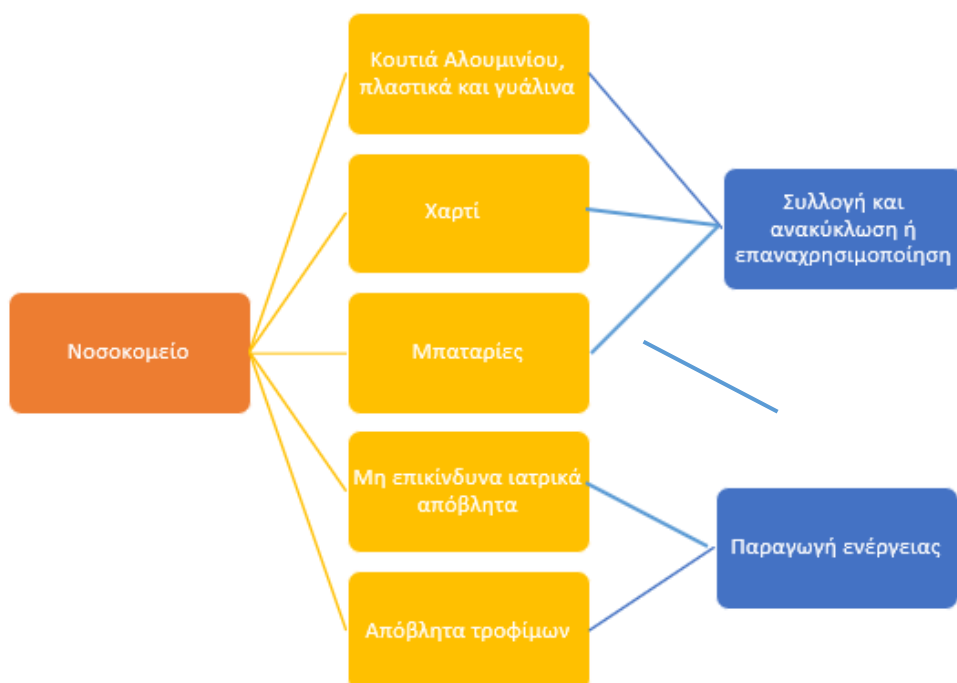 Κουτιά Αλουμινίου,
πλαστικά και γυάλινα
Χαρτί
Συλλογή και
ανακύκλωση ή
επαναχρησιμοποίηση
Νοσοκομείο
Μπαταρίες
Μη επικίνδυνα ιατρικά
απόβλητα
Παραγωγή ενέργειας
Απόβλητα τροφίμων